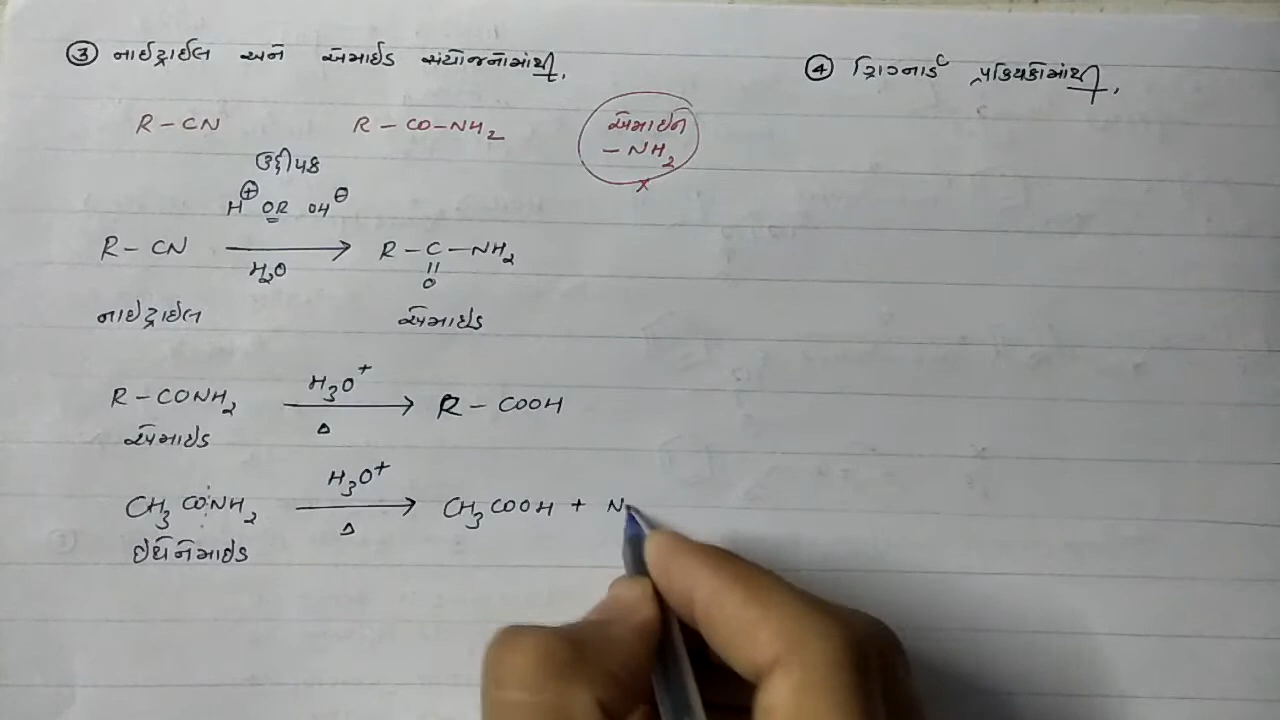 ③ નાઈટ્રાઈલ અને એમાઈડ સંયોજનોમાંથી.
R – CN R – CO–NH₂ એમાઈન
– NH₂
×
ઉદ્દીપક
H⊕ OR OH⊖
R – CN ⟶ R – C – NH₂
H₂O || 
O
નાઈટ્રાઈલ એમાઈડ
H₃O⁺
R – CONH₂ ⟶ R – COOH
Δ
એમાઈડ
H₃O⁺
CH₃ CONH₂ ⟶ CH₃COOH + N
Δ
ઈથેનેમાઈડ
④ ગ્રિગ્નાર્ડ પ્રક્રિયકોમાંથી.